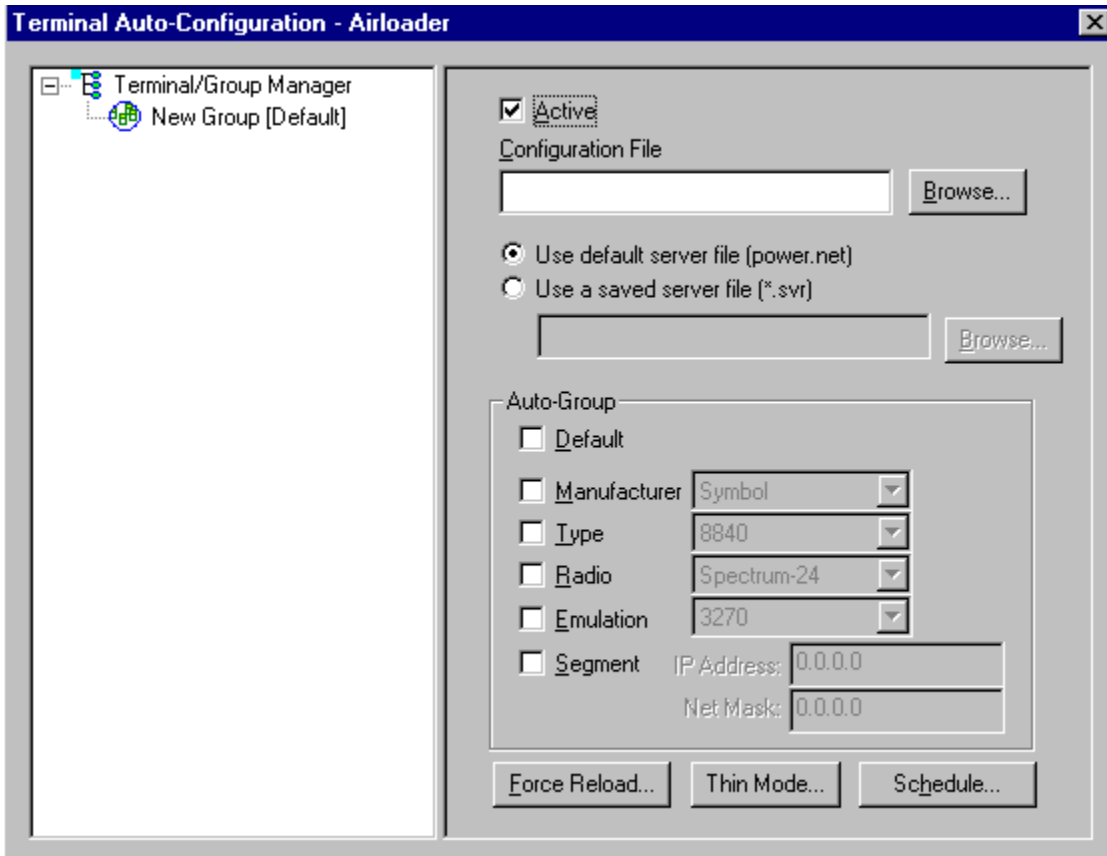 Terminal Auto-Configuration - Airloader
Terminal/Group Manager
New Group [Default]
Active
Configuration File
Browse...
Use default server file (power.net)
Use a saved server file (*.svr)
Browse...
Auto-Group
Default
Manufacturer Symbol
Type 8840
Radio Spectrum-24
Emulation 3270
Segment IP Address: 0.0.0.0
Net Mask: 0.0.0.0
Force Reload... Thin Mode... Schedule...